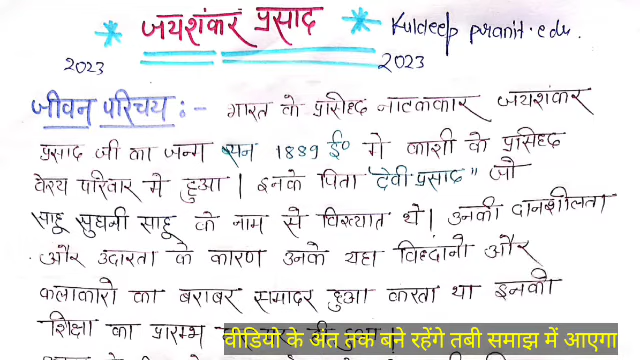 जयशंकर प्रसाद
Kuldeep pranit.edu.
2023
2023
जीवन परिचय :- भारत के प्रसिध्द नाटककार जयशंकर
प्रसाद जी का जन्म सन 1889 ई० में काशी के प्रसिध्द
वैश्य परिवार में हुआ | इनके पिता "देवी प्रसाद" जो
साहू सुघनी साहू के नाम से विख्यात थे | उनकी दानशीलता
और उदारता के कारण उनके यहा विद्दानो और
कलाकारो का बराबर समादर हुआ करता था इनकी
शिक्षा का प्रारम्भ
वीडियो के अंत तक बने रहेंगे तबी समाझ में आएगा